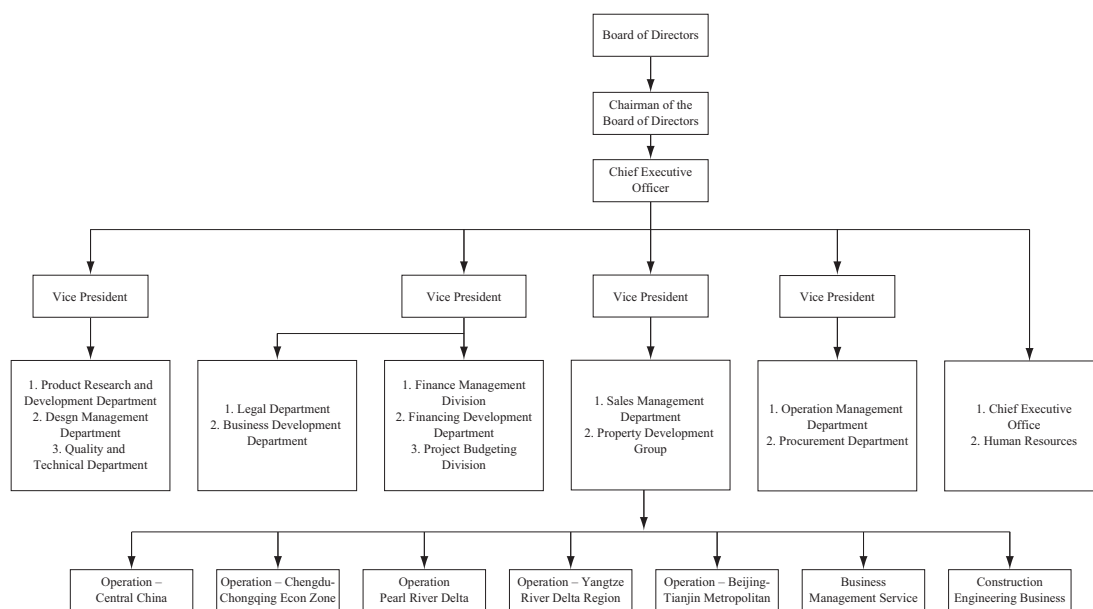 Board of Directors
Chairman of the
Board of Directors
Chief Executive
Officer
Vice President
Vice President
Vice President
Vice President
1. Product Research and
Development Department
2. Desgn Management
Department
3. Quality and
Technical Department
1. Legal Department
2. Business Development
Department
1. Finance Management
Division
2. Financing Development
Department
3. Project Budgeting
Division
1. Sales Management
Department
2. Property Development
Group
1. Operation Management
Department
2. Procurement Department
1. Chief Executive
Office
2. Human Resources
Operation –
Central China
Operation – Chengdu-
Chongqing Econ Zone
Operation
Pearl River Delta
Operation – Yangtze
River Delta Region
Operation – Beijing-
Tianjin Metropolitan
Business
Management Service
Construction
Engineering Business